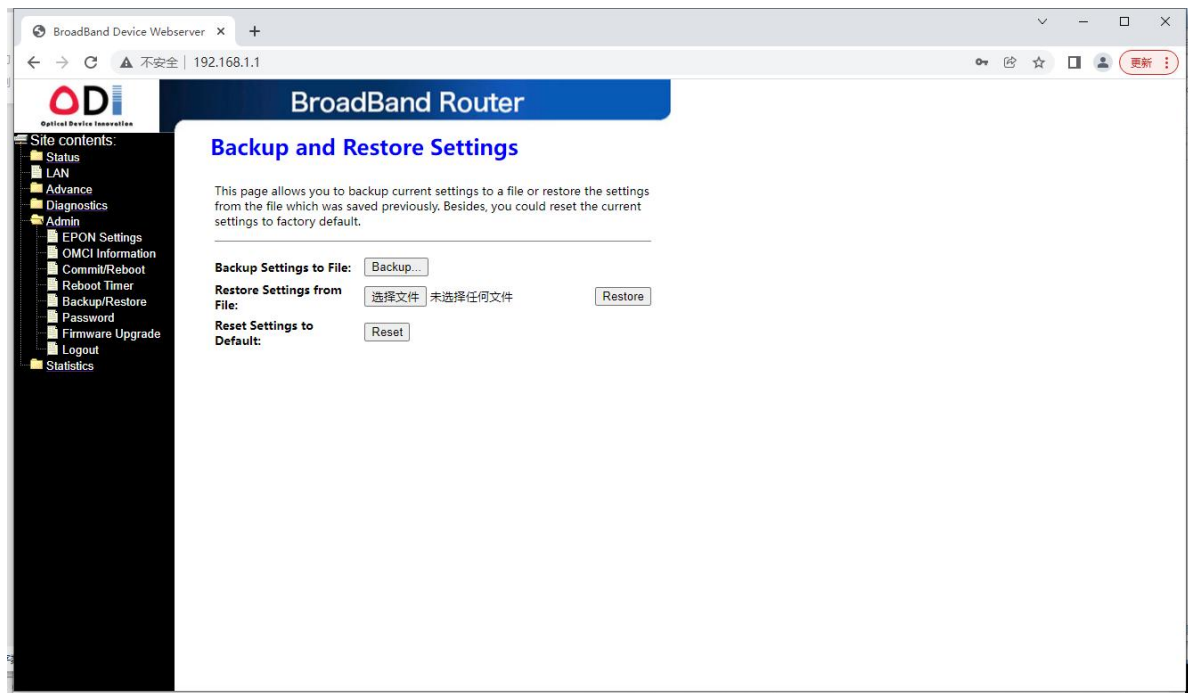 BroadBand Device Webserver
不安全
192.168.1.1
更新
ODi
Optical Device Innovation
BroadBand Router
Site contents:
Status
LAN
Advance
Diagnostics
Admin
EPON Settings
OMCI Information
Commit/Reboot
Reboot Timer
Backup/Restore
Password
Firmware Upgrade
Logout
Statistics
Backup and Restore Settings
This page allows you to backup current settings to a file or restore the settings
from the file which was saved previously. Besides, you could reset the current
settings to factory default.
Backup Settings to File: Backup...
Restore Settings from
File: 选择文件 未选择任何文件 Restore
Reset Settings to
Default: Reset